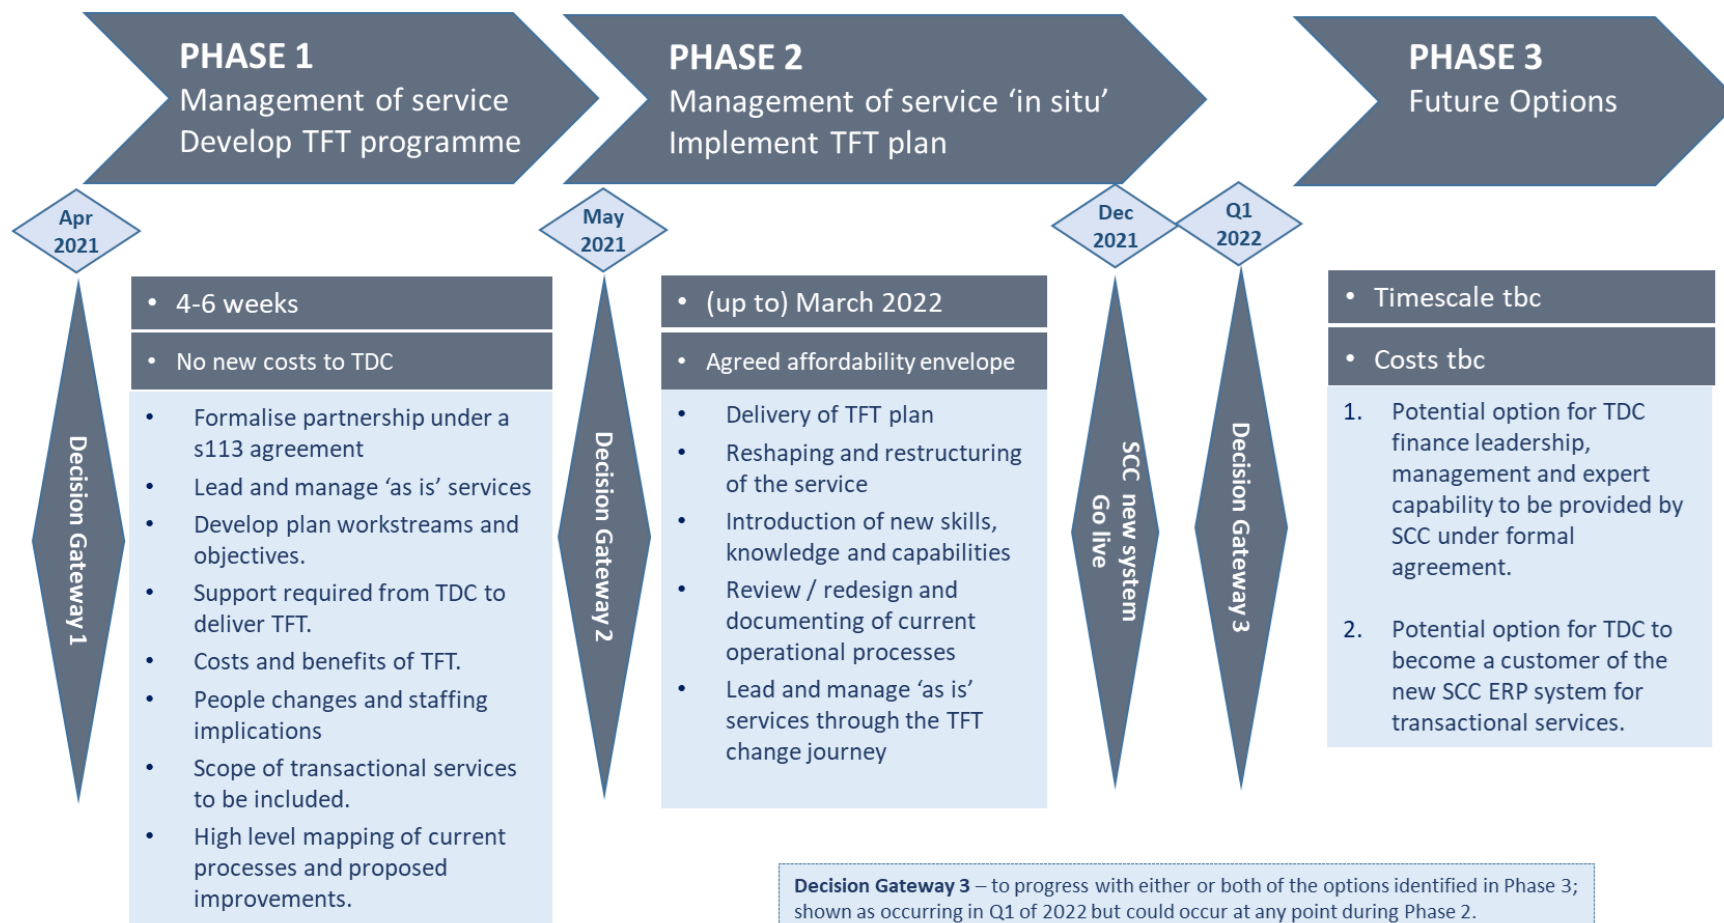 PHASE 1
Management of service
Develop TFT programme
PHASE 2
Management of service ‘in situ’
Implement TFT plan
PHASE 3
Future Options
Apr
2021
May
2021
Dec
2021
Q1
2022
Decision Gateway 1
• 4-6 weeks
• No new costs to TDC
• Formalise partnership under a
s113 agreement
• Lead and manage ‘as is’ services
• Develop plan workstreams and
objectives.
• Support required from TDC to
deliver TFT.
• Costs and benefits of TFT.
• People changes and staffing
implications
• Scope of transactional services
to be included.
• High level mapping of current
processes and proposed
improvements.
Decision Gateway 2
• (up to) March 2022
• Agreed affordability envelope
• Delivery of TFT plan
• Reshaping and restructuring
of the service
• Introduction of new skills,
knowledge and capabilities
• Review / redesign and
documenting of current
operational processes
• Lead and manage ‘as is’
services through the TFT
change journey
SCC new system
Go live
Decision Gateway 3
• Timescale tbc
• Costs tbc
1. Potential option for TDC
finance leadership,
management and expert
capability to be provided by
SCC under formal
agreement.
2. Potential option for TDC to
become a customer of the
new SCC ERP system for
transactional services.
Decision Gateway 3 – to progress with either or both of the options identified in Phase 3;
shown as occurring in Q1 of 2022 but could occur at any point during Phase 2.